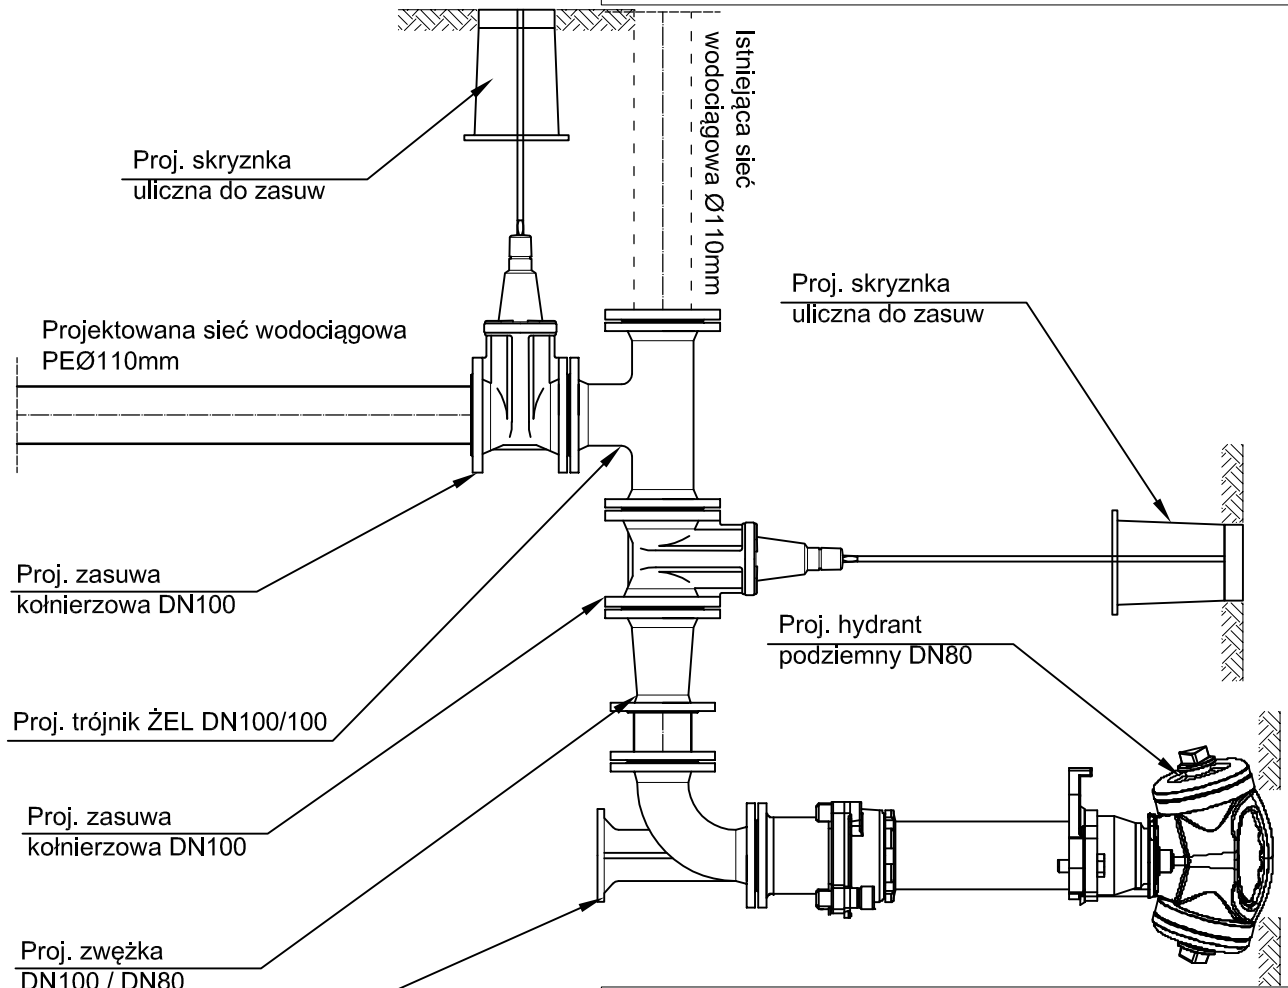 Istniejąca sieć
wodociągowa Ø110mm
Proj. skryznka
uliczna do zasuw
Proj. skryznka
uliczna do zasuw
Projektowana sieć wodociągowa
PEØ110mm
Proj. zasuwa
kołnierzowa DN100
Proj. hydrant
podziemny DN80
Proj. trójnik ŻEL DN100/100
Proj. zasuwa
kołnierzowa DN100
Proj. zwężka
DN100 / DN80